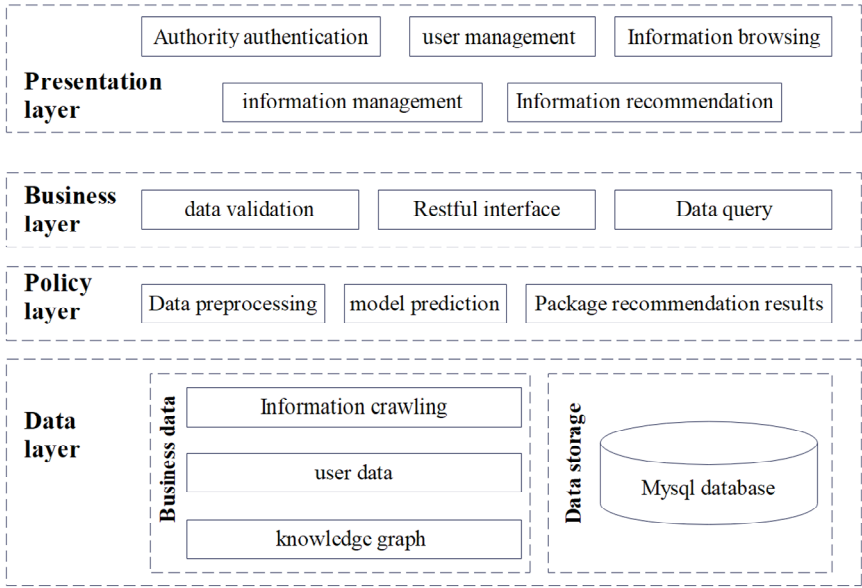 Authority authentication
user management
Information browsing
Presentation
layer
information management
Information recommendation
Business
layer
data validation
Restful interface
Data query
Policy
layer
Data preprocessing
model prediction
Package recommendation results
Data
layer
Business data
Information crawling
user data
knowledge graph
Data storage
Mysql database